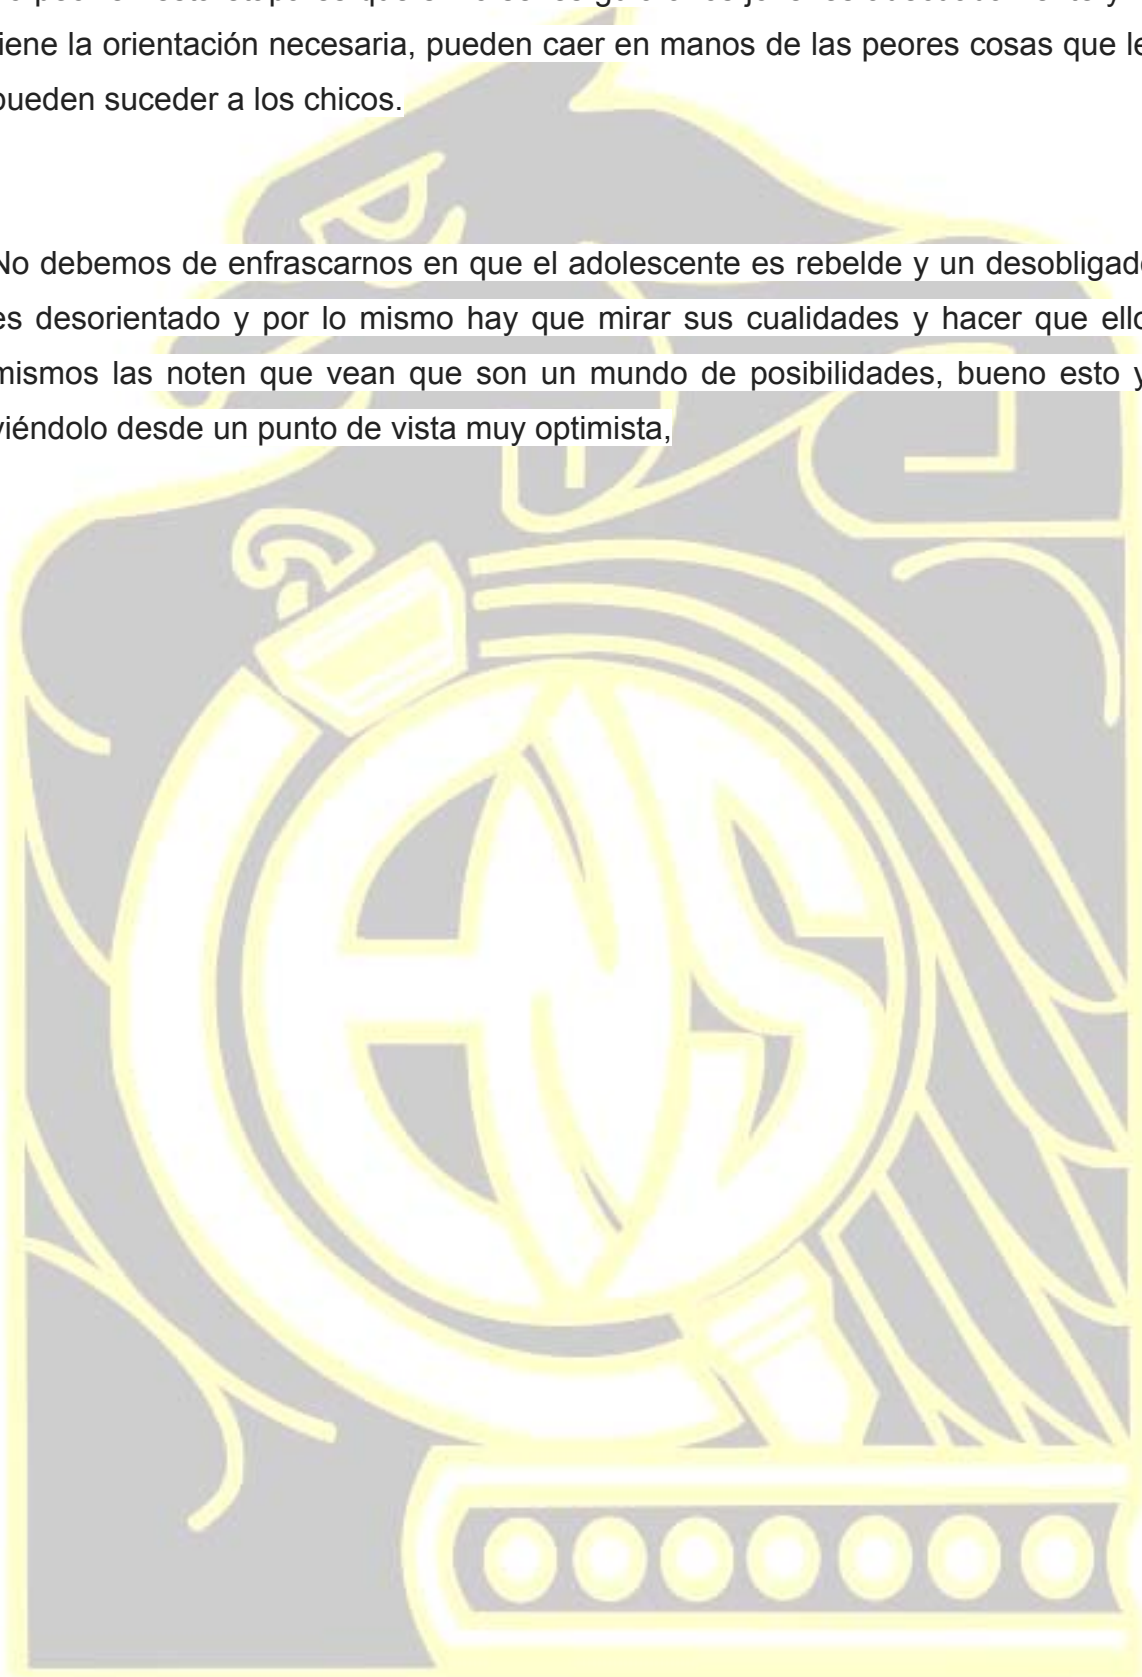 tiene la orientación necesaria, pueden caer en manos de las peores cosas que le
pueden suceder a los chicos.
No debemos de enfrascarnos en que el adolescente es rebelde y un desobligado
es desorientado y por lo mismo hay que mirar sus cualidades y hacer que ello
mismos las noten que vean que son un mundo de posibilidades, bueno esto y
viéndolo desde un punto de vista muy optimista,
ENS